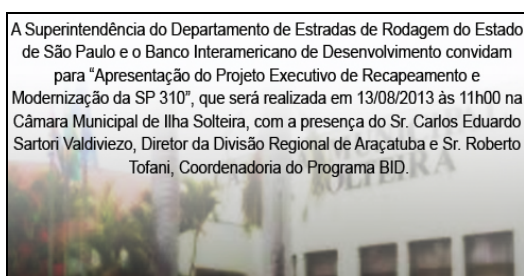 A Superintendência do Departamento de Estradas de Rodagem do Estado
de São Paulo e o Banco Interamericano de Desenvolvimento convidam
para “Apresentação do Projeto Executivo de Recapeamento e
Modernização da SP 310”, que será realizada em 13/08/2013 às 11h00 na
Câmara Municipal de Ilha Solteira, com a presença do Sr. Carlos Eduardo
Sartori Valdiviezo, Diretor da Divisão Regional de Araçatuba e Sr. Roberto
Tofani, Coordenadoria do Programa BID.
SOLTEIRA